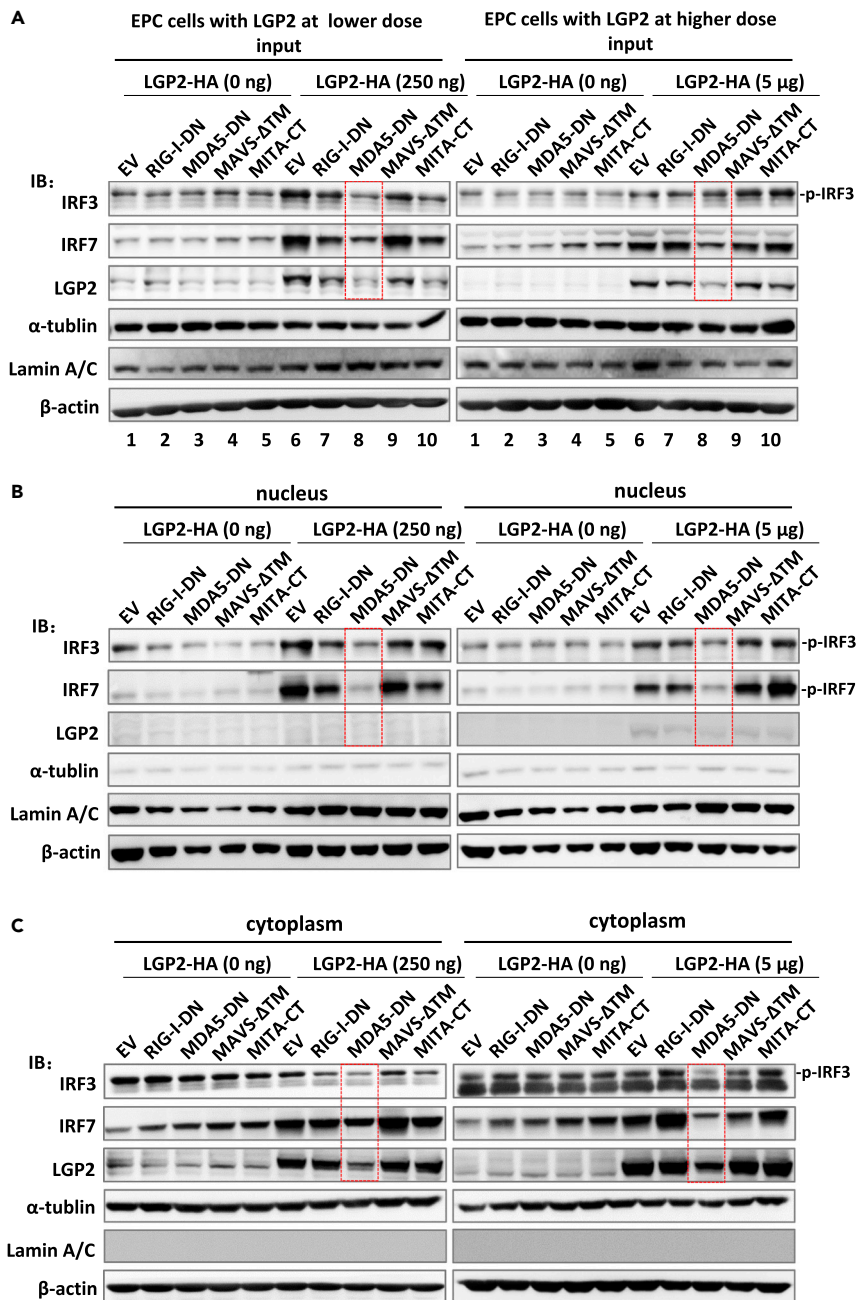 A
EPC cells with LGP2 at lower dose
input
EPC cells with LGP2 at higher dose
input
LGP2-HA (0 ng) LGP2-HA (250 ng) LGP2-HA (0 ng) LGP2-HA (5 μg)
EV RIG-I-DN MDA5-DN MAVS-ΔTM MITA-CT EV RIG-I-DN MDA5-DN MAVS-ΔTM MITA-CT EV RIG-I-DN MDA5-DN MAVS-ΔTM MITA-CT EV RIG-I-DN MDA5-DN MAVS-ΔTM MITA-CT
IB:
IRF3 -p-IRF3
IRF7
LGP2
α-tublin
Lamin A/C
β-actin
1 2 3 4 5 6 7 8 9 10 1 2 3 4 5 6 7 8 9 10
B
nucleus nucleus
LGP2-HA (0 ng) LGP2-HA (250 ng) LGP2-HA (0 ng) LGP2-HA (5 μg)
EV RIG-I-DN MDA5-DN MAVS-ΔTM MITA-CT EV RIG-I-DN MDA5-DN MAVS-ΔTM MITA-CT EV RIG-I-DN MDA5-DN MAVS-ΔTM MITA-CT EV RIG-I-DN MDA5-DN MAVS-ΔTM MITA-CT
IB:
IRF3 -p-IRF3
IRF7 -p-IRF7
LGP2
α-tublin
Lamin A/C
β-actin
C
cytoplasm cytoplasm
LGP2-HA (0 ng) LGP2-HA (250 ng) LGP2-HA (0 ng) LGP2-HA (5 μg)
EV RIG-I-DN MDA5-DN MAVS-ΔTM MITA-CT EV RIG-I-DN MDA5-DN MAVS-ΔTM MITA-CT EV RIG-I-DN MDA5-DN MAVS-ΔTM MITA-CT EV RIG-I-DN MDA5-DN MAVS-ΔTM MITA-CT
IB:
IRF3 -p-IRF3
IRF7
LGP2
α-tublin
Lamin A/C
β-actin